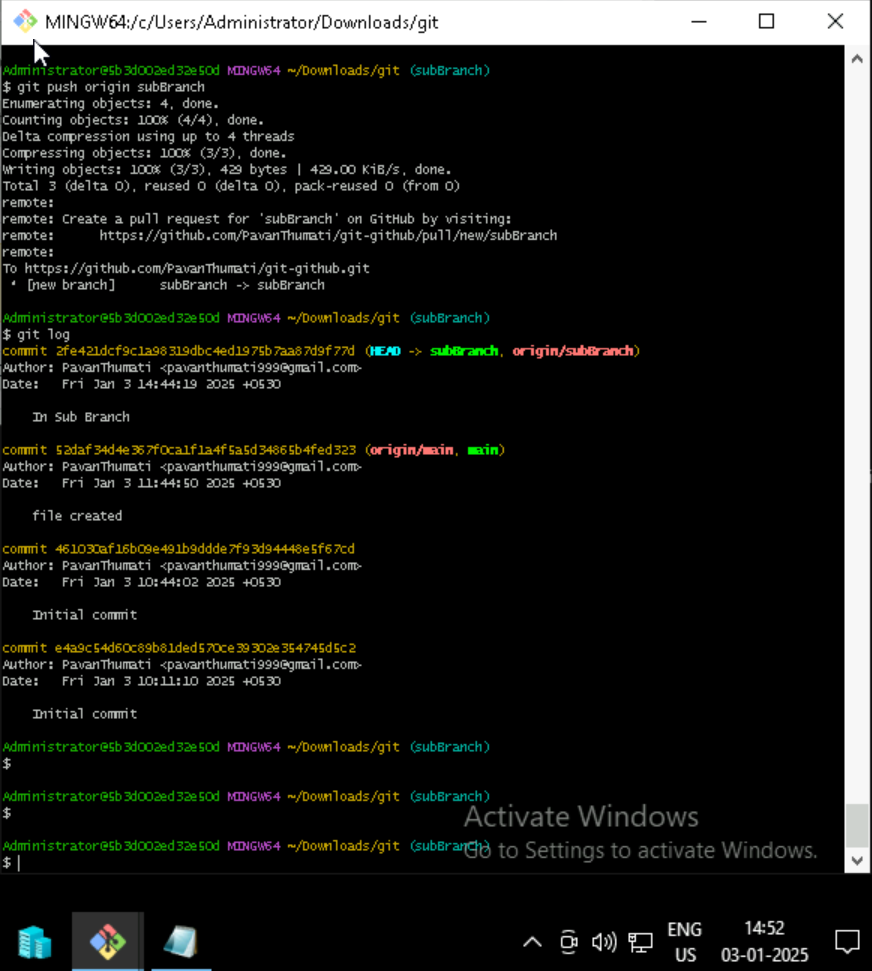 MINGW64:/c/Users/Administrator/Downloads/git
Administrator@5b3d002ed32e50d MINGW64 ~/Downloads/git (subBranch)
$ git push origin subBranch
Enumerating objects: 4, done.
Counting objects: 100% (4/4), done.
Delta compression using up to 4 threads
Compressing objects: 100% (3/3), done.
Writing objects: 100% (3/3), 429 bytes | 429.00 KiB/s, done.
Total 3 (delta 0), reused 0 (delta 0), pack-reused 0 (from 0)
remote:
remote: Create a pull request for 'subBranch' on GitHub by visiting:
remote:      https://github.com/PavanThumati/git-github/pull/new/subBranch
remote:
To https://github.com/PavanThumati/git-github.git
 * [new branch]      subBranch -> subBranch
Administrator@5b3d002ed32e50d MINGW64 ~/Downloads/git (subBranch)
$ git log
commit 2fe421dcf9c1a98319dbc4ed1975b7aa87d9f77d (HEAD -> subBranch, origin/subBranch)
Author: PavanThumati <pavanthumati999@gmail.com>
Date:   Fri Jan 3 14:44:19 2025 +0530
    In Sub Branch
commit 52daf34d4e367f0ca1f1a4f5a5d34865b4fed323 (origin/main, main)
Author: PavanThumati <pavanthumati999@gmail.com>
Date:   Fri Jan 3 11:44:50 2025 +0530
    file created
commit 461030af16b09e491b9ddde7f93d94448e5f67cd
Author: PavanThumati <pavanthumati999@gmail.com>
Date:   Fri Jan 3 10:44:02 2025 +0530
    Initial commit
commit e4a9c54d60c89b81ded570ce39302e354745d5c2
Author: PavanThumati <pavanthumati999@gmail.com>
Date:   Fri Jan 3 10:11:10 2025 +0530
    Initial commit
Administrator@5b3d002ed32e50d MINGW64 ~/Downloads/git (subBranch)
$
Administrator@5b3d002ed32e50d MINGW64 ~/Downloads/git (subBranch)
$
Activate Windows
Administrator@5b3d002ed32e50d MINGW64 ~/Downloads/git (subBranch)
Go to Settings to activate Windows.
$
ENG
US
14:52
03-01-2025